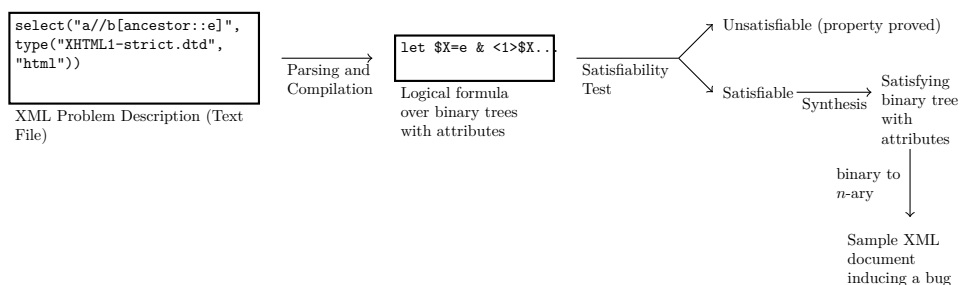 select("a//b[ancestor::e]",
type("XHTML1-strict.dtd",
"html"))
XML Problem Description (Text
File)
Parsing and
Compilation
let $X=e & <1>$X...
Logical formula
over binary trees
with attributes
Satisfiability
Test
Unsatisfiable (property proved)
Satisfiable
Synthesis
Satisfying
binary tree
with
attributes
binary to
n-ary
Sample XML
document
inducing a bug